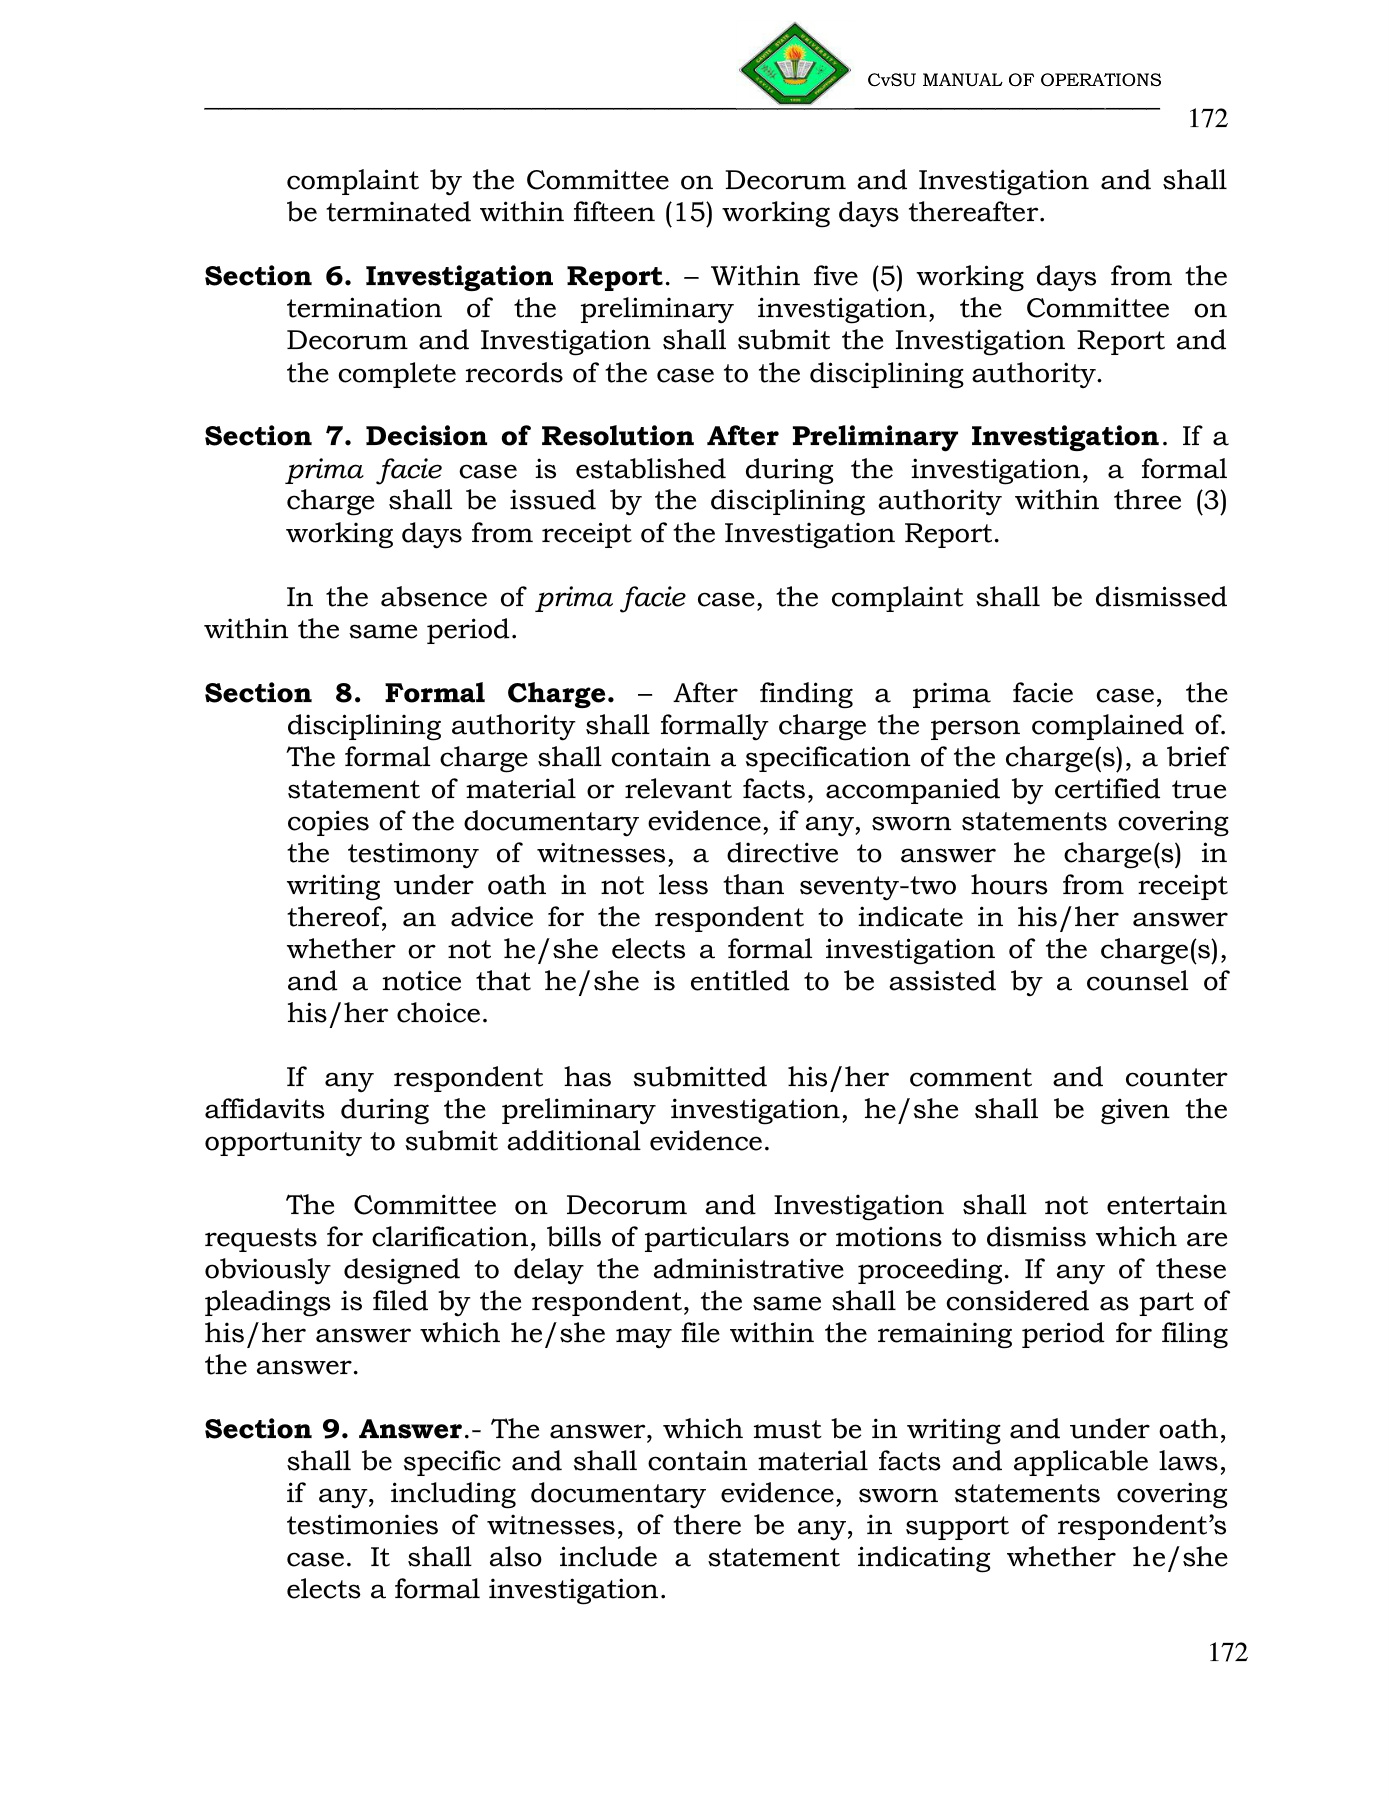 CvSU MANUAL OF OPERATIONS
172
complaint by the Committee on Decorum and Investigation and shall
be terminated within fifteen (15) working days thereafter.
Section 6. Investigation Report. – Within five (5) working days from the
termination of the preliminary investigation, the Committee on
Decorum and Investigation shall submit the Investigation Report and
the complete records of the case to the disciplining authority.
Section 7. Decision of Resolution After Preliminary Investigation. If a
prima facie case is established during the investigation, a formal
charge shall be issued by the disciplining authority within three (3)
working days from receipt of the Investigation Report.
In the absence of prima facie case, the complaint shall be dismissed
within the same period.
Section 8. Formal Charge. – After finding a prima facie case, the
disciplining authority shall formally charge the person complained of.
The formal charge shall contain a specification of the charge(s), a brief
statement of material or relevant facts, accompanied by certified true
copies of the documentary evidence, if any, sworn statements covering
the testimony of witnesses, a directive to answer he charge(s) in
writing under oath in not less than seventy-two hours from receipt
thereof, an advice for the respondent to indicate in his/her answer
whether or not he/she elects a formal investigation of the charge(s),
and a notice that he/she is entitled to be assisted by a counsel of
his/her choice.
If any respondent has submitted his/her comment and counter
affidavits during the preliminary investigation, he/she shall be given the
opportunity to submit additional evidence.
The Committee on Decorum and Investigation shall not entertain
requests for clarification, bills of particulars or motions to dismiss which are
obviously designed to delay the administrative proceeding. If any of these
pleadings is filed by the respondent, the same shall be considered as part of
his/her answer which he/she may file within the remaining period for filing
the answer.
Section 9. Answer.- The answer, which must be in writing and under oath,
shall be specific and shall contain material facts and applicable laws,
if any, including documentary evidence, sworn statements covering
testimonies of witnesses, of there be any, in support of respondent’s
case. It shall also include a statement indicating whether he/she
elects a formal investigation.
172